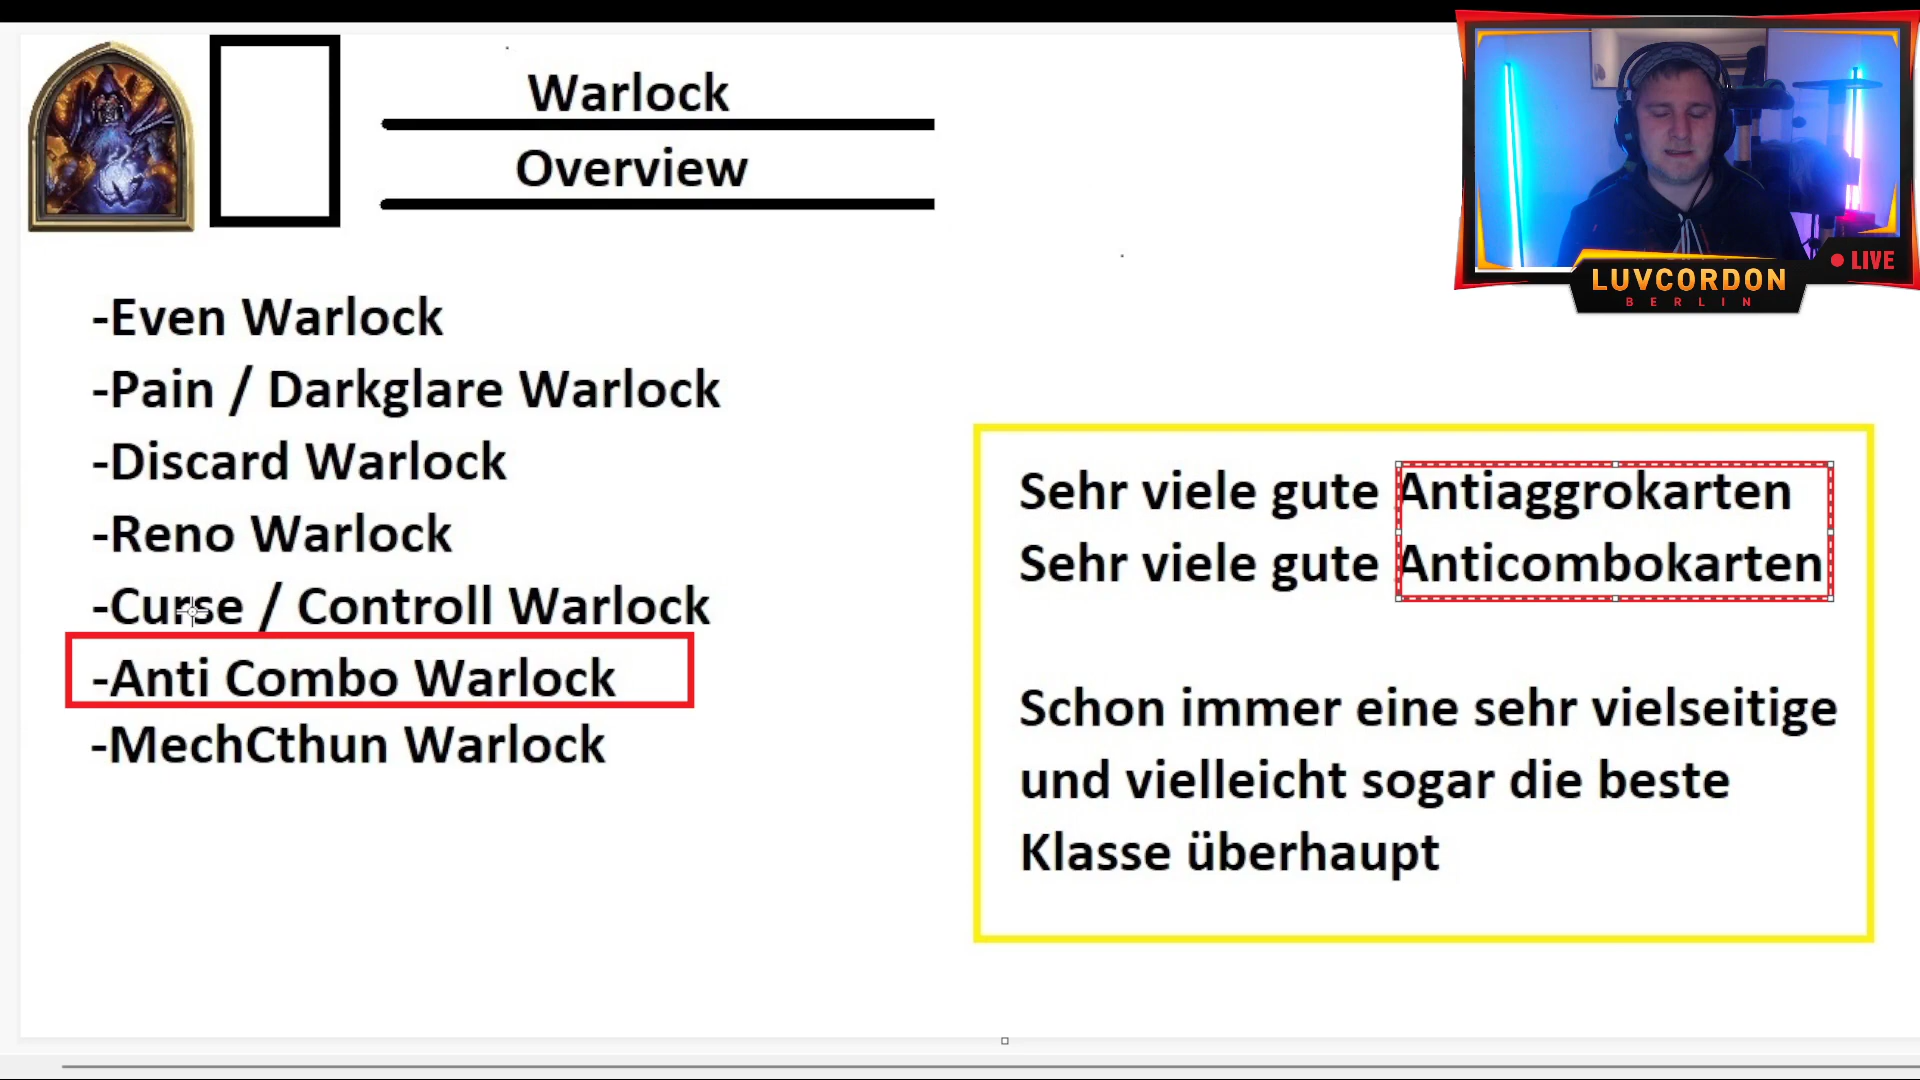 Warlock
Overview
LIVE
LUVCORDON
BERLIN
-Even Warlock
-Pain / Darkglare Warlock
-Discard Warlock
-Reno Warlock
-Curse / Controll Warlock
-Anti Combo Warlock
-MechCthun Warlock
Sehr viele gute Antiaggrokarten
Sehr viele gute Anticombokarten
Schon immer eine sehr vielseitige
und vielleicht sogar die beste
Klasse überhaupt